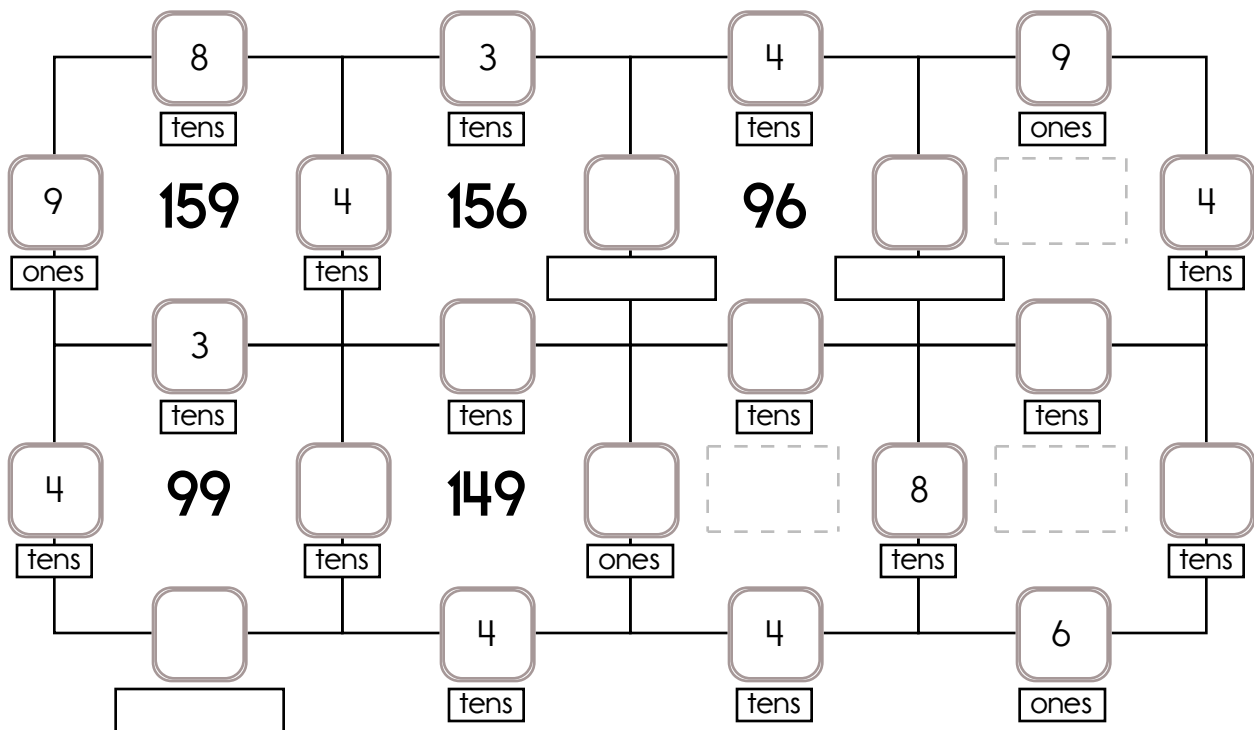 8 3 4 9
tens tens tens ones
9 159 4 156 96 4
ones tens tens
3
tens tens tens tens
4 99 149 8
tens tens ones tens tens
4 4 6
tens tens ones